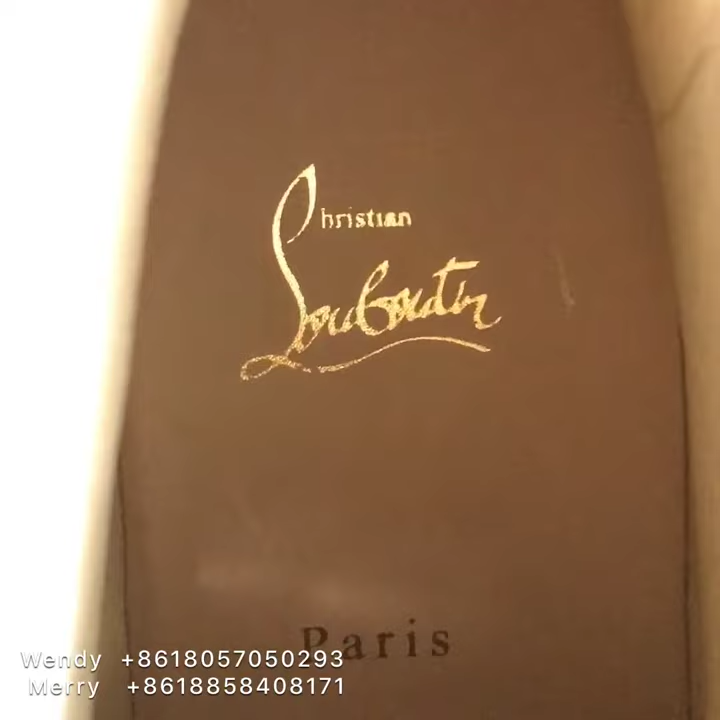 Christian
Louboutin
Paris
Wendy +8618057050293
Merry +8618858408171